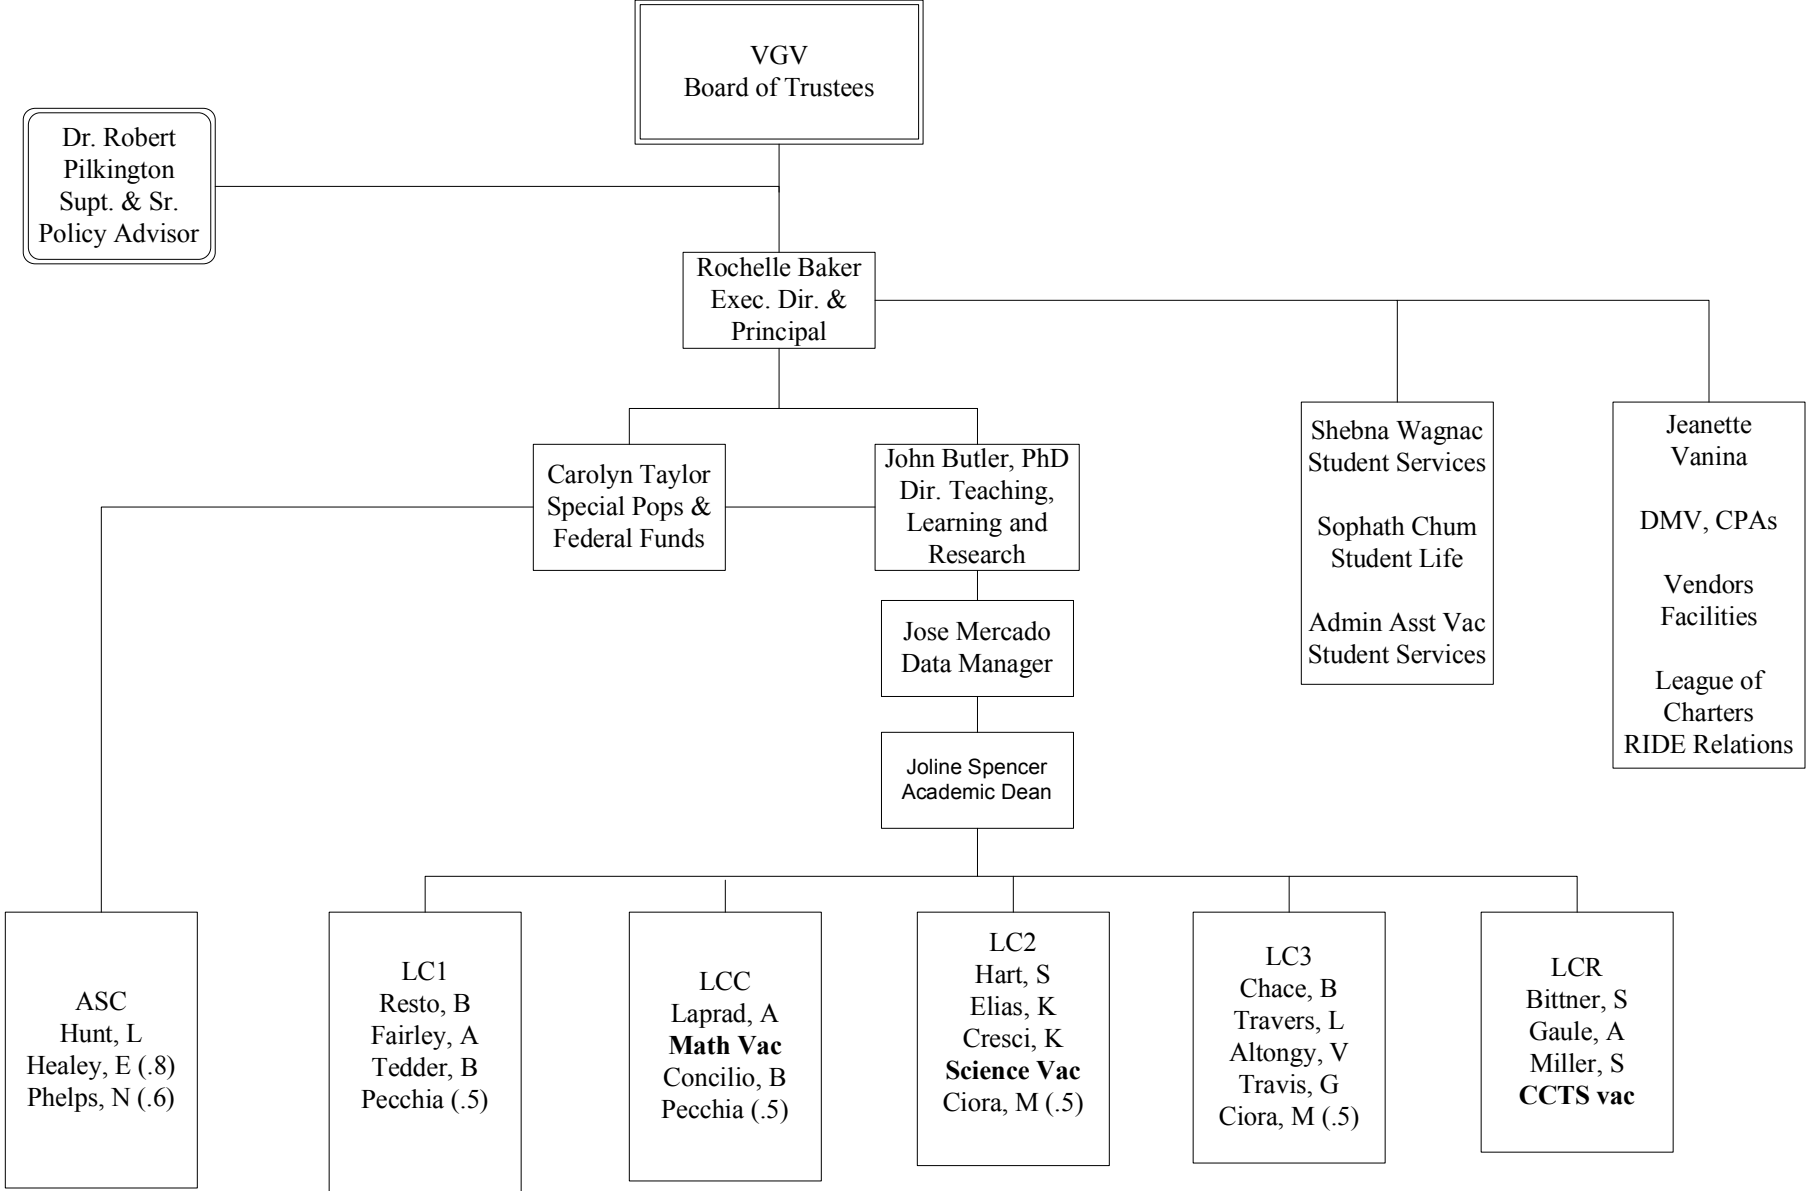 VGV
Board of Trustees
Dr. Robert
Pilkington
Supt. & Sr.
Policy Advisor
Rochelle Baker
Exec. Dir. &
Principal
Carolyn Taylor
Special Pops &
Federal Funds
John Butler, PhD
Dir. Teaching,
Learning and
Research
Shebna Wagnac
Student Services
Sophath Chum
Student Life
Admin Asst Vac
Student Services
Jeanette
Vanina
DMV, CPAs
Vendors
Facilities
League of
Charters
RIDE Relations
Jose Mercado
Data Manager
Joline Spencer
Academic Dean
ASC
Hunt, L
Healey, E (.8)
Phelps, N (.6)
LC1
Resto, B
Fairley, A
Tedder, B
Pecchia (.5)
LCC
Laprad, A
Math Vac
Concilio, B
Pecchia (.5)
LC2
Hart, S
Elias, K
Cresci, K
Science Vac
Ciora, M (.5)
LC3
Chace, B
Travers, L
Altongy, V
Travis, G
Ciora, M (.5)
LCR
Bittner, S
Gaule, A
Miller, S
CCTS vac